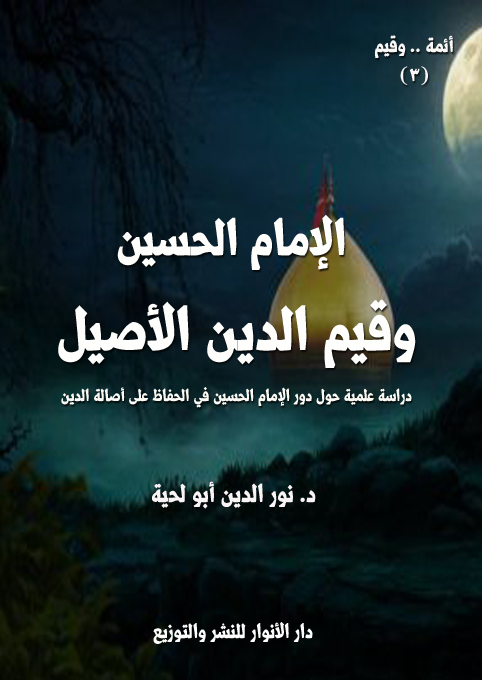 أئمة .. وقيم
(٣)
الإمام الحسين
وقيم الدين الأصيل
دراسة علمية حول دور الإمام الحسين في الحفاظ على أصالة الدين
د. نور الدين أبو لحية
دار الأنوار للنشر والتوزيع